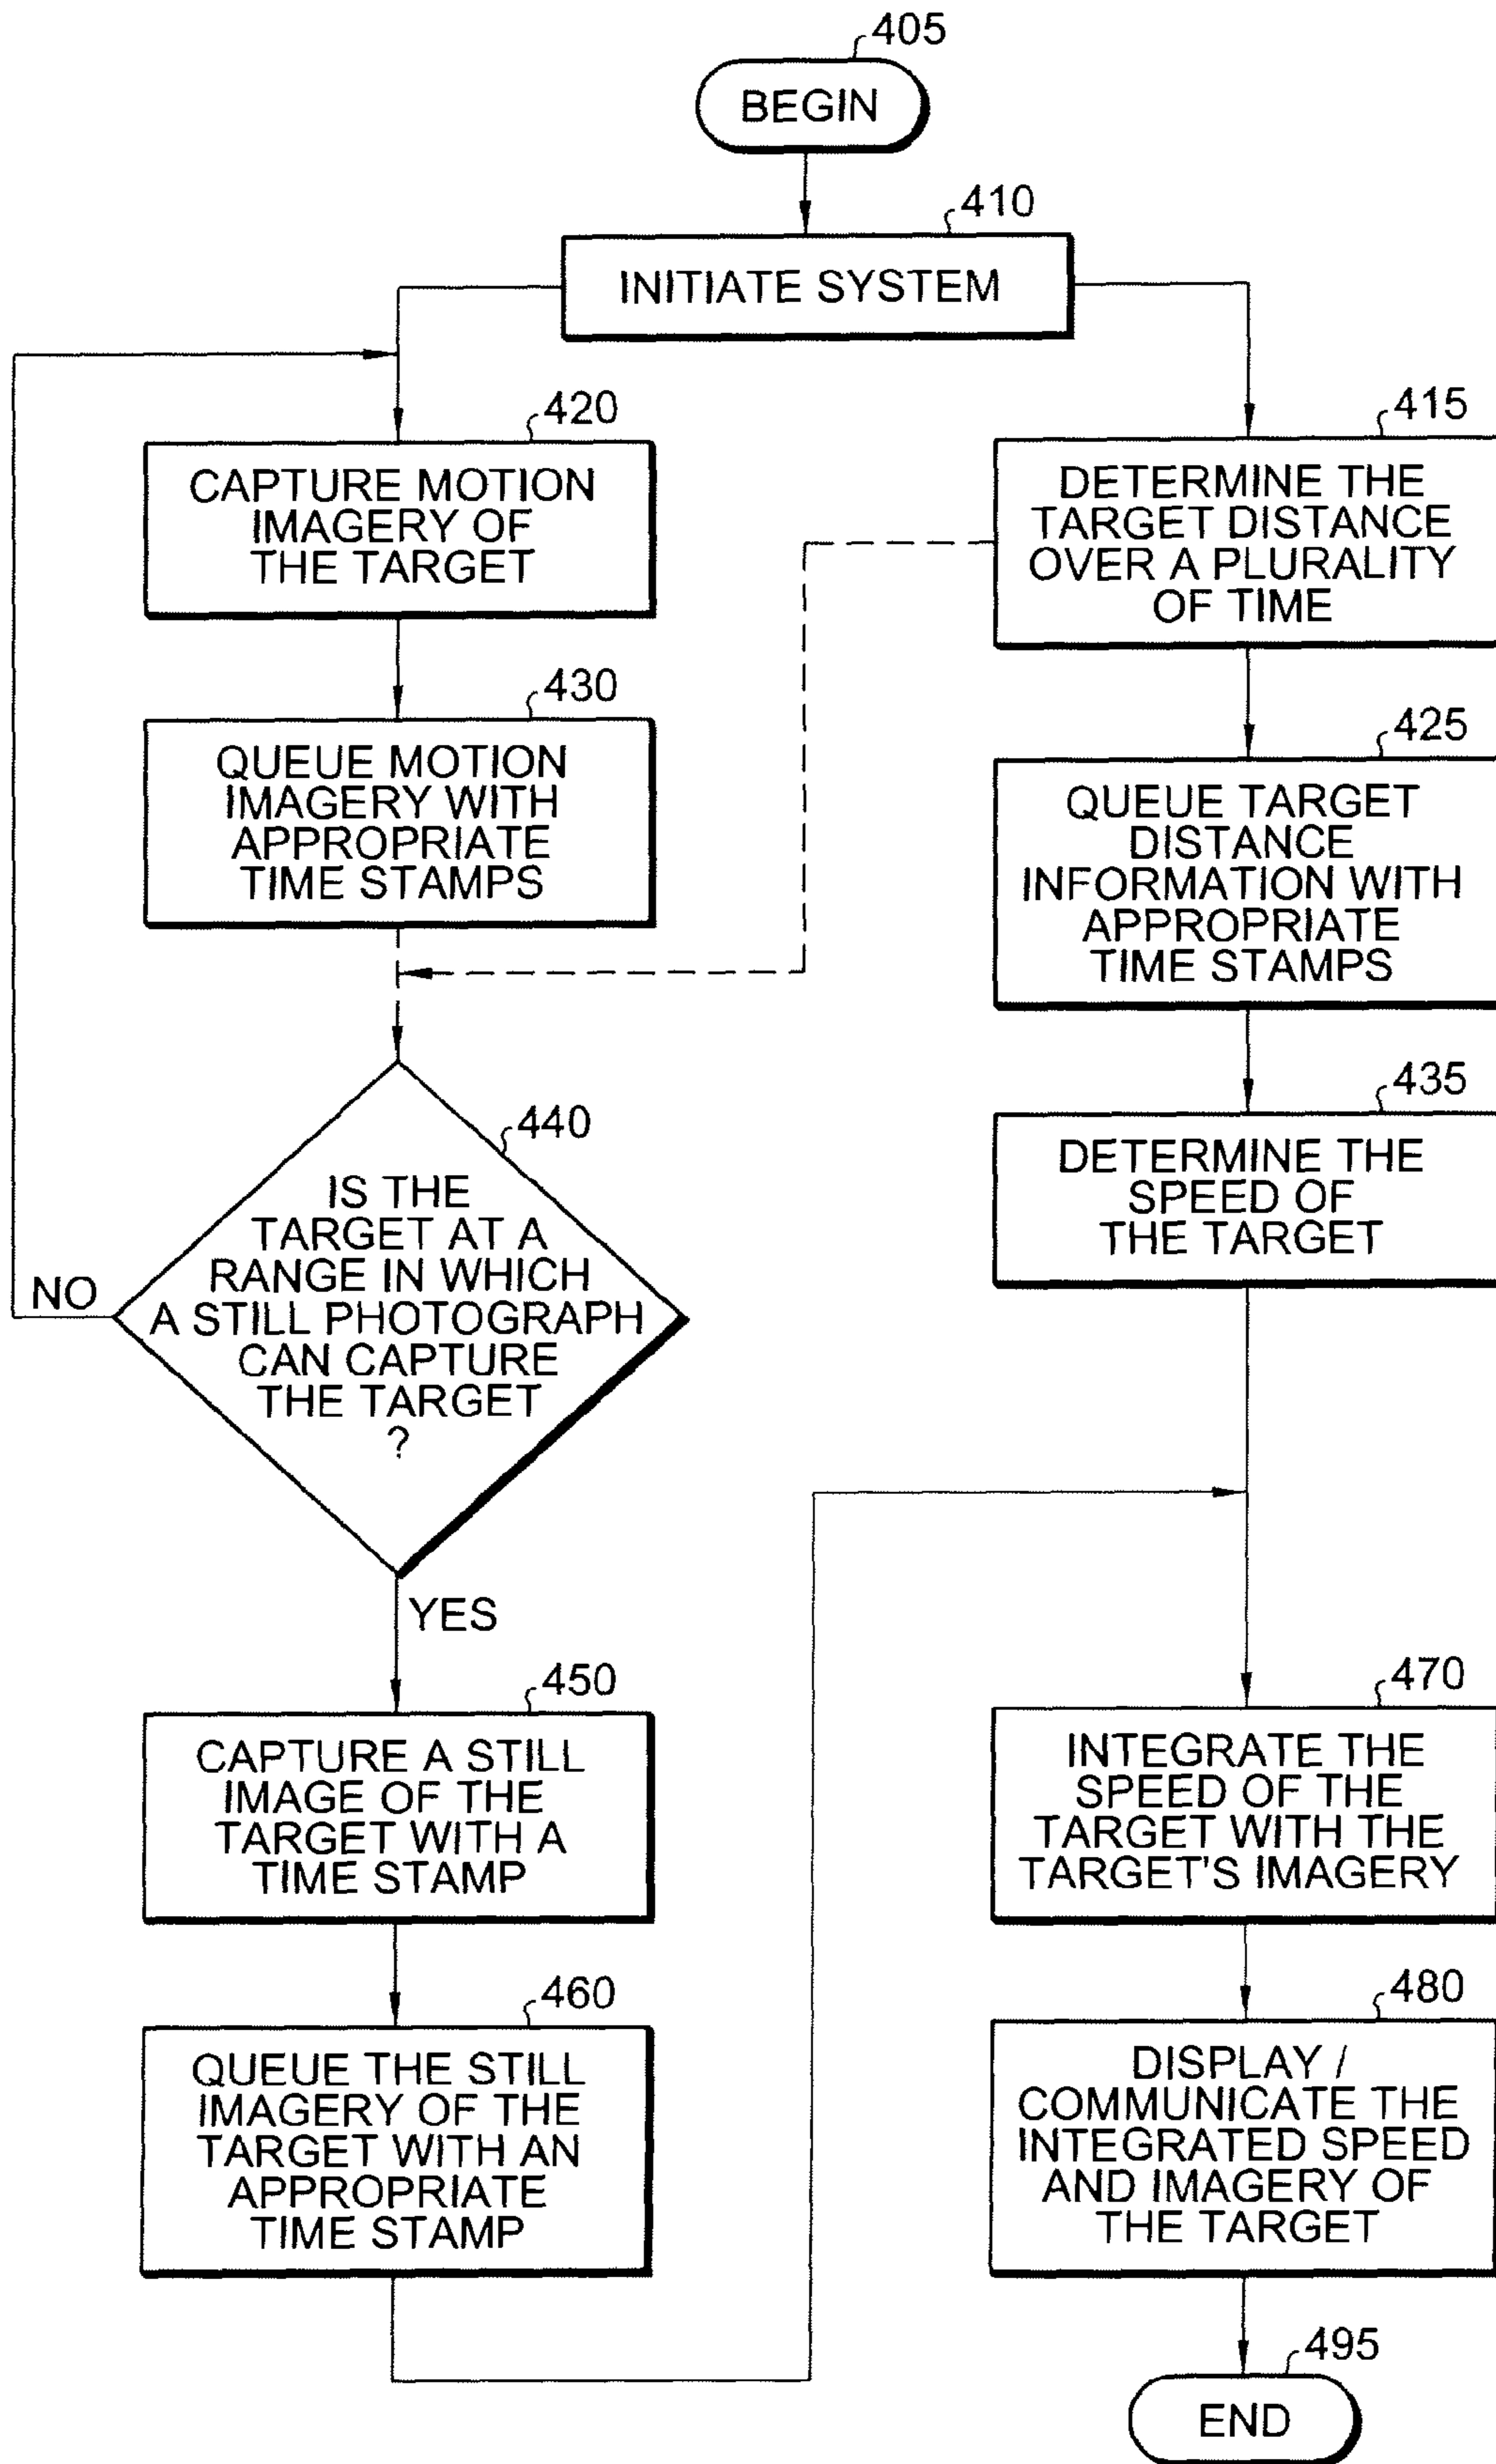 405
BEGIN
410
INITIATE SYSTEM
420
CAPTURE MOTION
IMAGERY OF
THE TARGET
415
DETERMINE THE
TARGET DISTANCE
OVER A PLURALITY
OF TIME
430
QUEUE MOTION
IMAGERY WITH
APPROPRIATE
TIME STAMPS
425
QUEUE TARGET
DISTANCE
INFORMATION WITH
APPROPRIATE
TIME STAMPS
440
IS THE
TARGET AT A
RANGE IN WHICH
A STILL PHOTOGRAPH
CAN CAPTURE
THE TARGET
?
NO
YES
435
DETERMINE THE
SPEED OF
THE TARGET
450
CAPTURE A STILL
IMAGE OF THE
TARGET WITH A
TIME STAMP
460
QUEUE THE STILL
IMAGERY OF THE
TARGET WITH AN
APPROPRIATE
TIME STAMP
470
INTEGRATE THE
SPEED OF THE
TARGET WITH THE
TARGET'S IMAGERY
480
DISPLAY /
COMMUNICATE THE
INTEGRATED SPEED
AND IMAGERY OF
THE TARGET
495
END